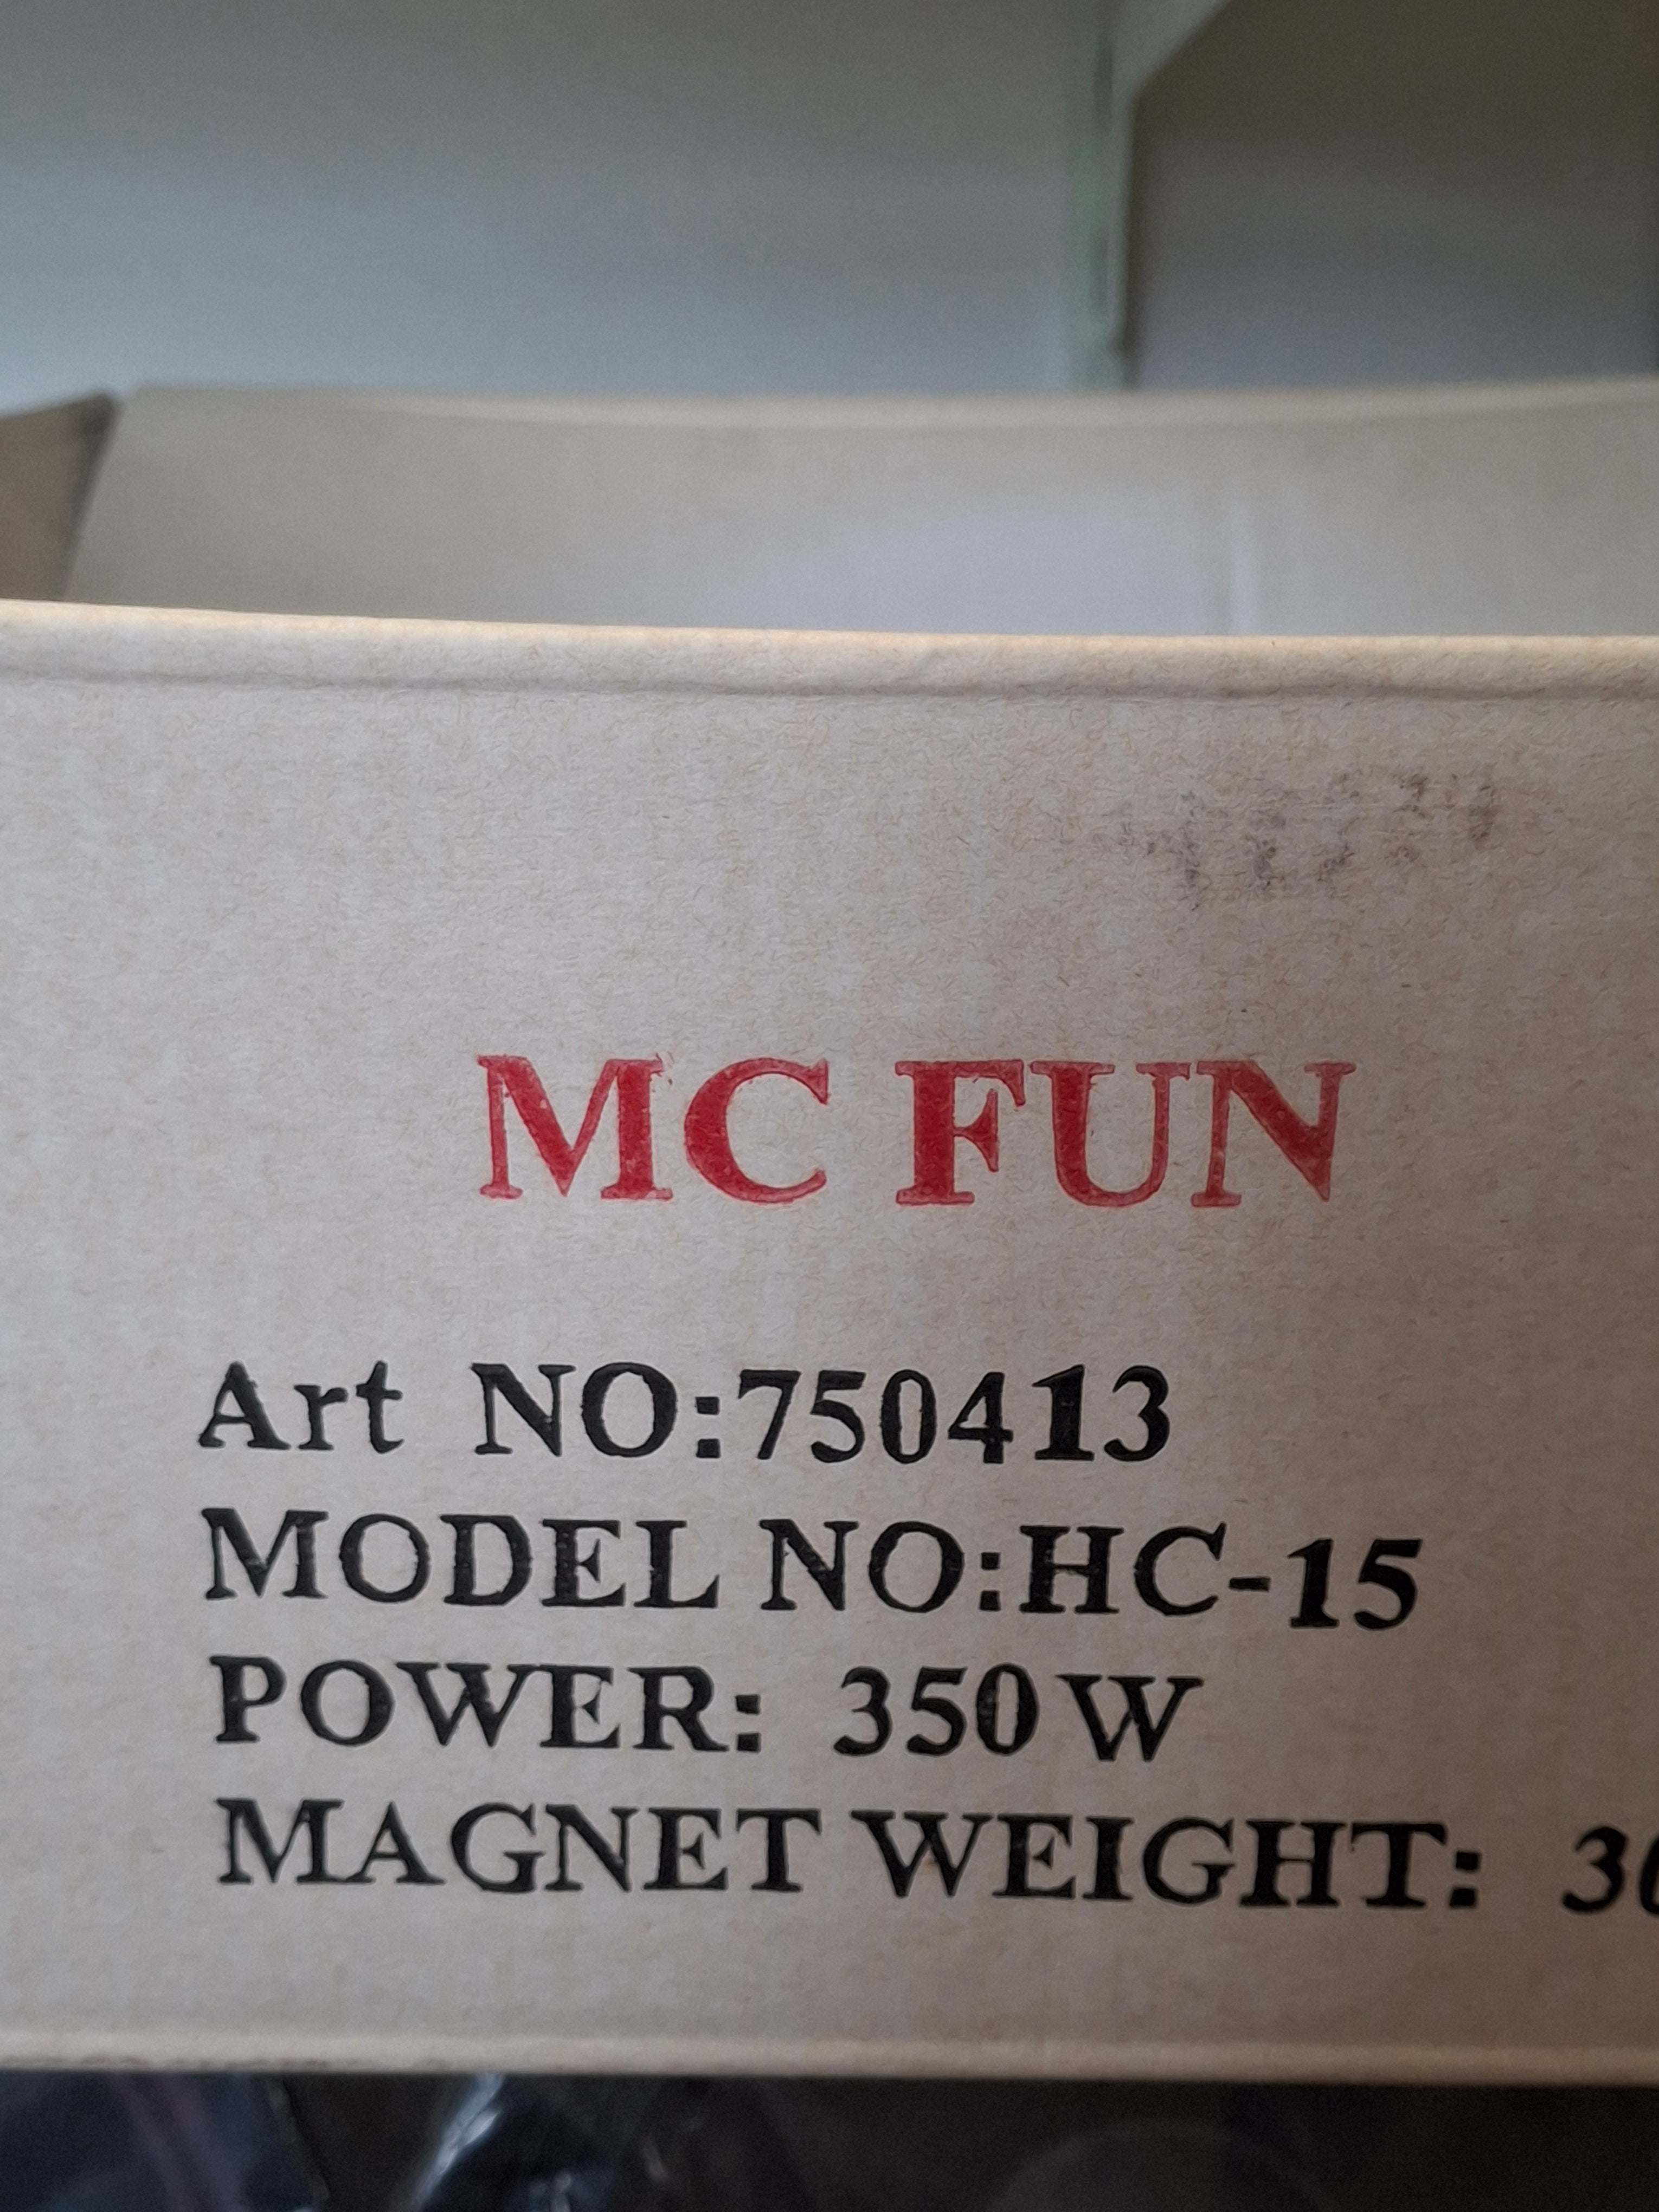 MC FUN
Art NO:750413
MODEL NO:HC-15
POWER: 350W
MAGNET WEIGHT: